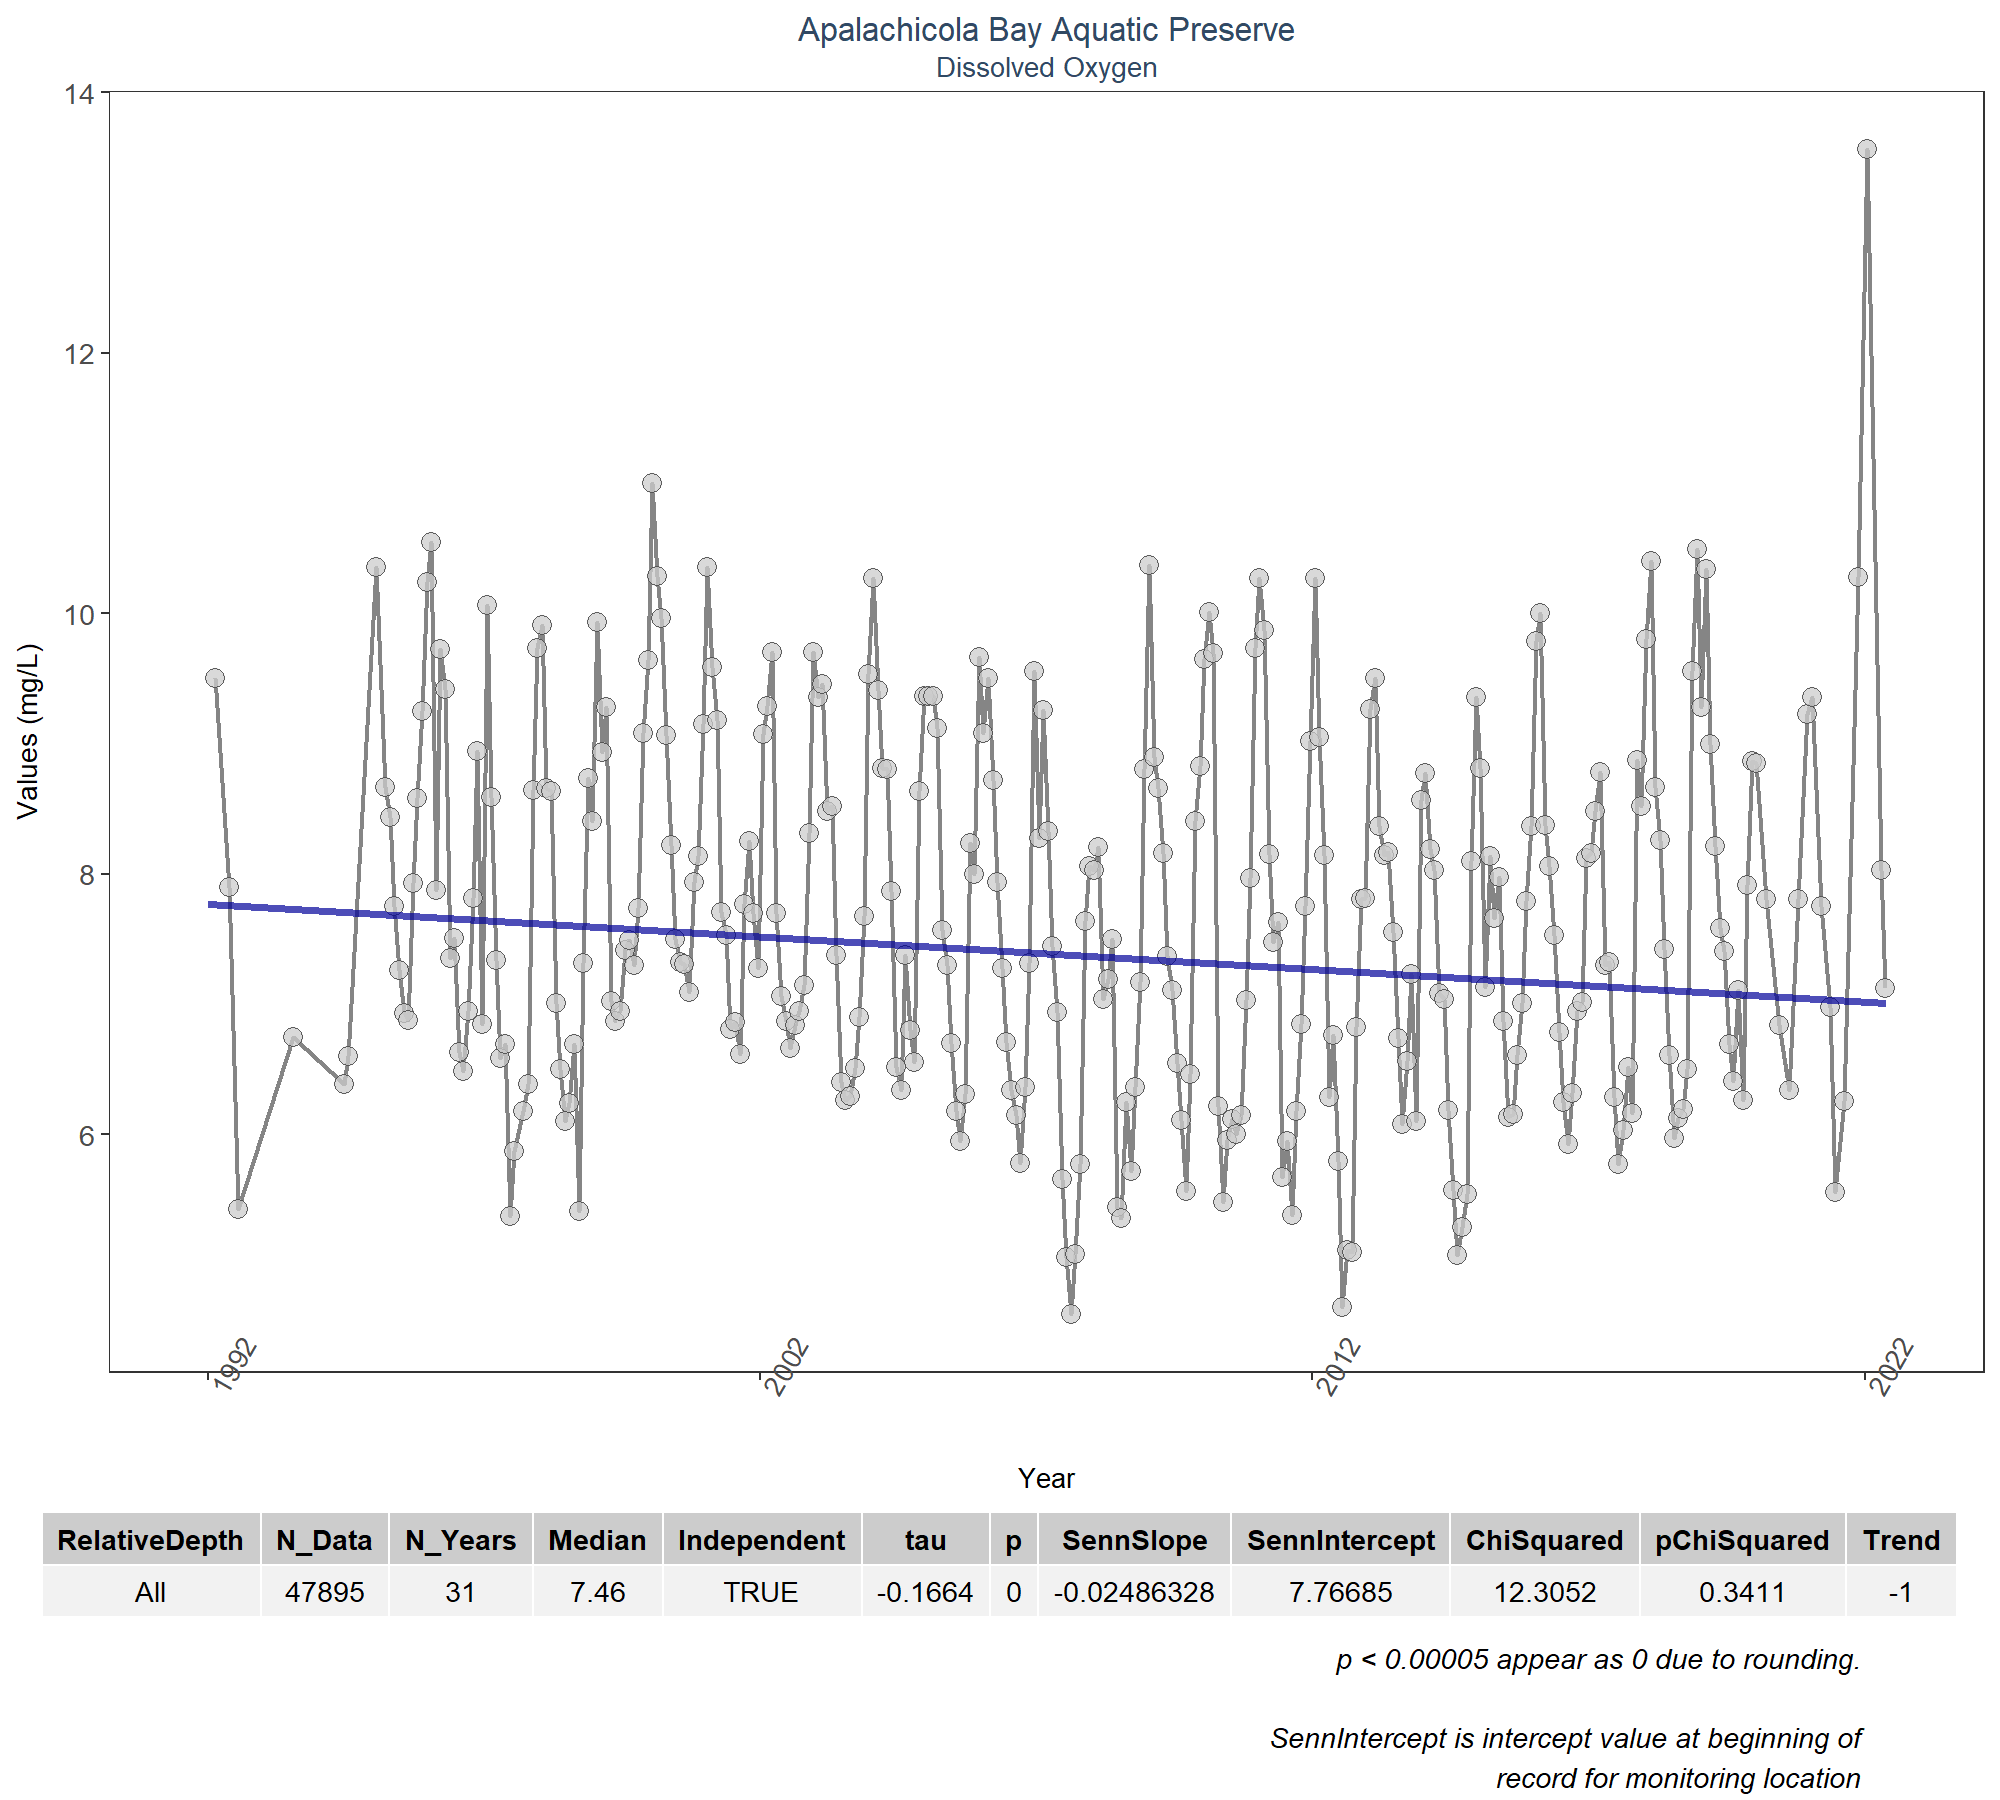 Apalachicola Bay Aquatic Preserve
Dissolved Oxygen
14
12
10
8
6
Values (mg/L)
1992
2002
2012
2022
Year
RelativeDepth N_Data N_Years Median Independent tau p SennSlope SennIntercept ChiSquared pChiSquared Trend
All 47895 31 7.46 TRUE -0.1664 0 -0.02486328 7.76685 12.3052 0.3411 -1
p < 0.00005 appear as 0 due to rounding.
SennIntercept is intercept value at beginning of
record for monitoring location